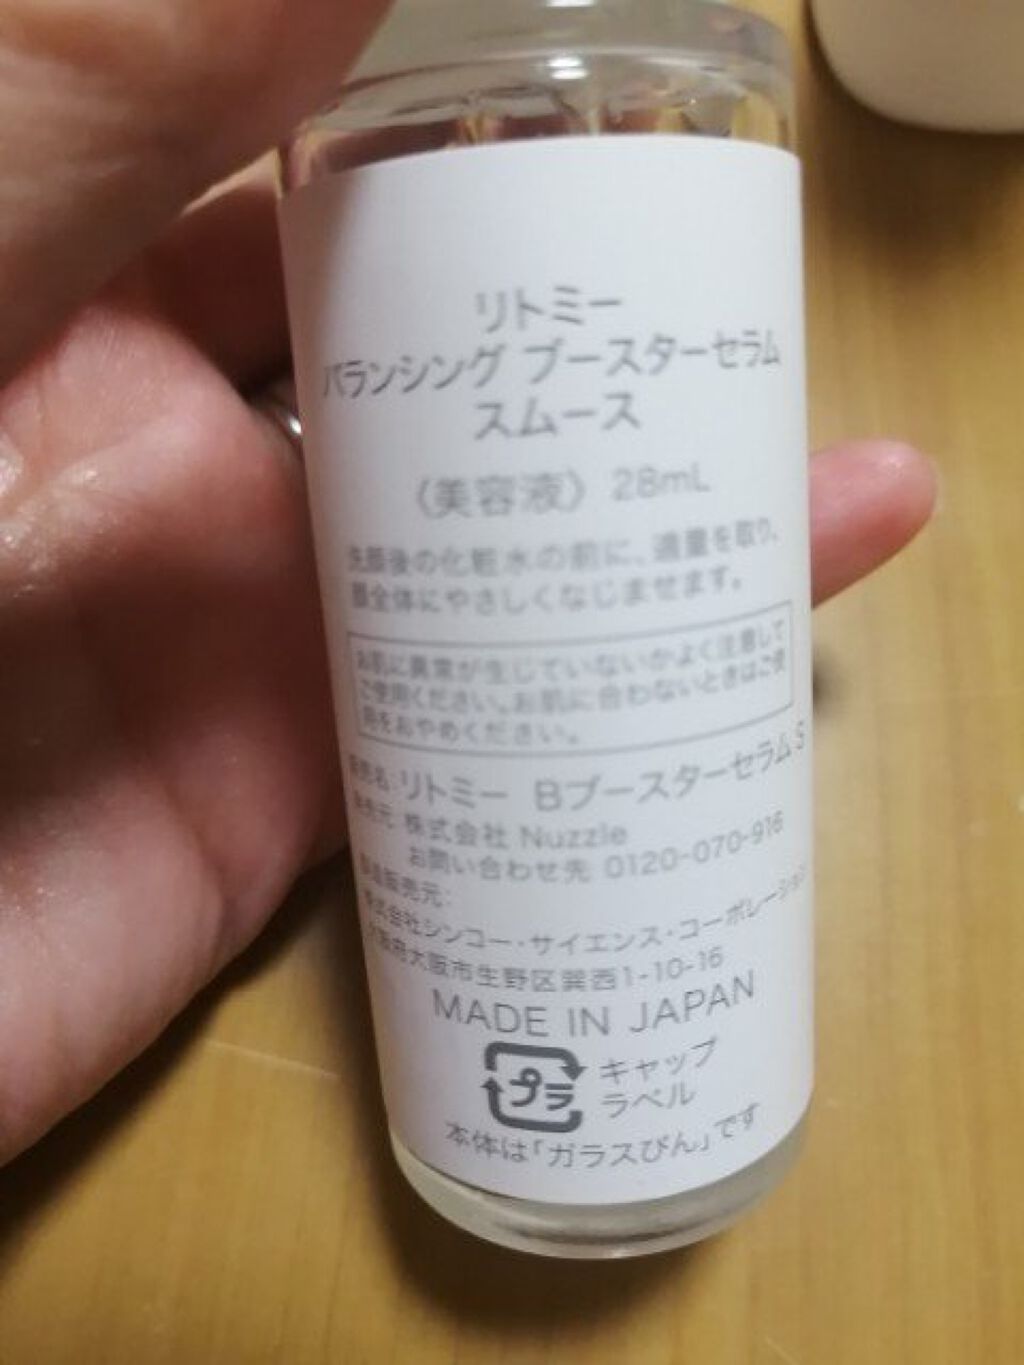 リトミー
バランシング ブースターセラム
スムース
〈美容液〉 28mL
洗顔後の化粧水の前に、適量を取り、
顔全体にやさしくなじませます。
お肌に異常が生じていないかよく注意して
ご使用ください。お肌に合わないときはご使
用をおやめください。
販売名: リトミー Bブースターセラム S
発売元: 株式会社 Nuzzle
お問い合わせ先 0120-070-916
製造販売元:
株式会社シンコー・サイエンス・コーポレーション
大阪府大阪市生野区巽西1-10-16
MADE IN JAPAN
プラ
キャップ
ラベル
本体は「ガラスびん」です